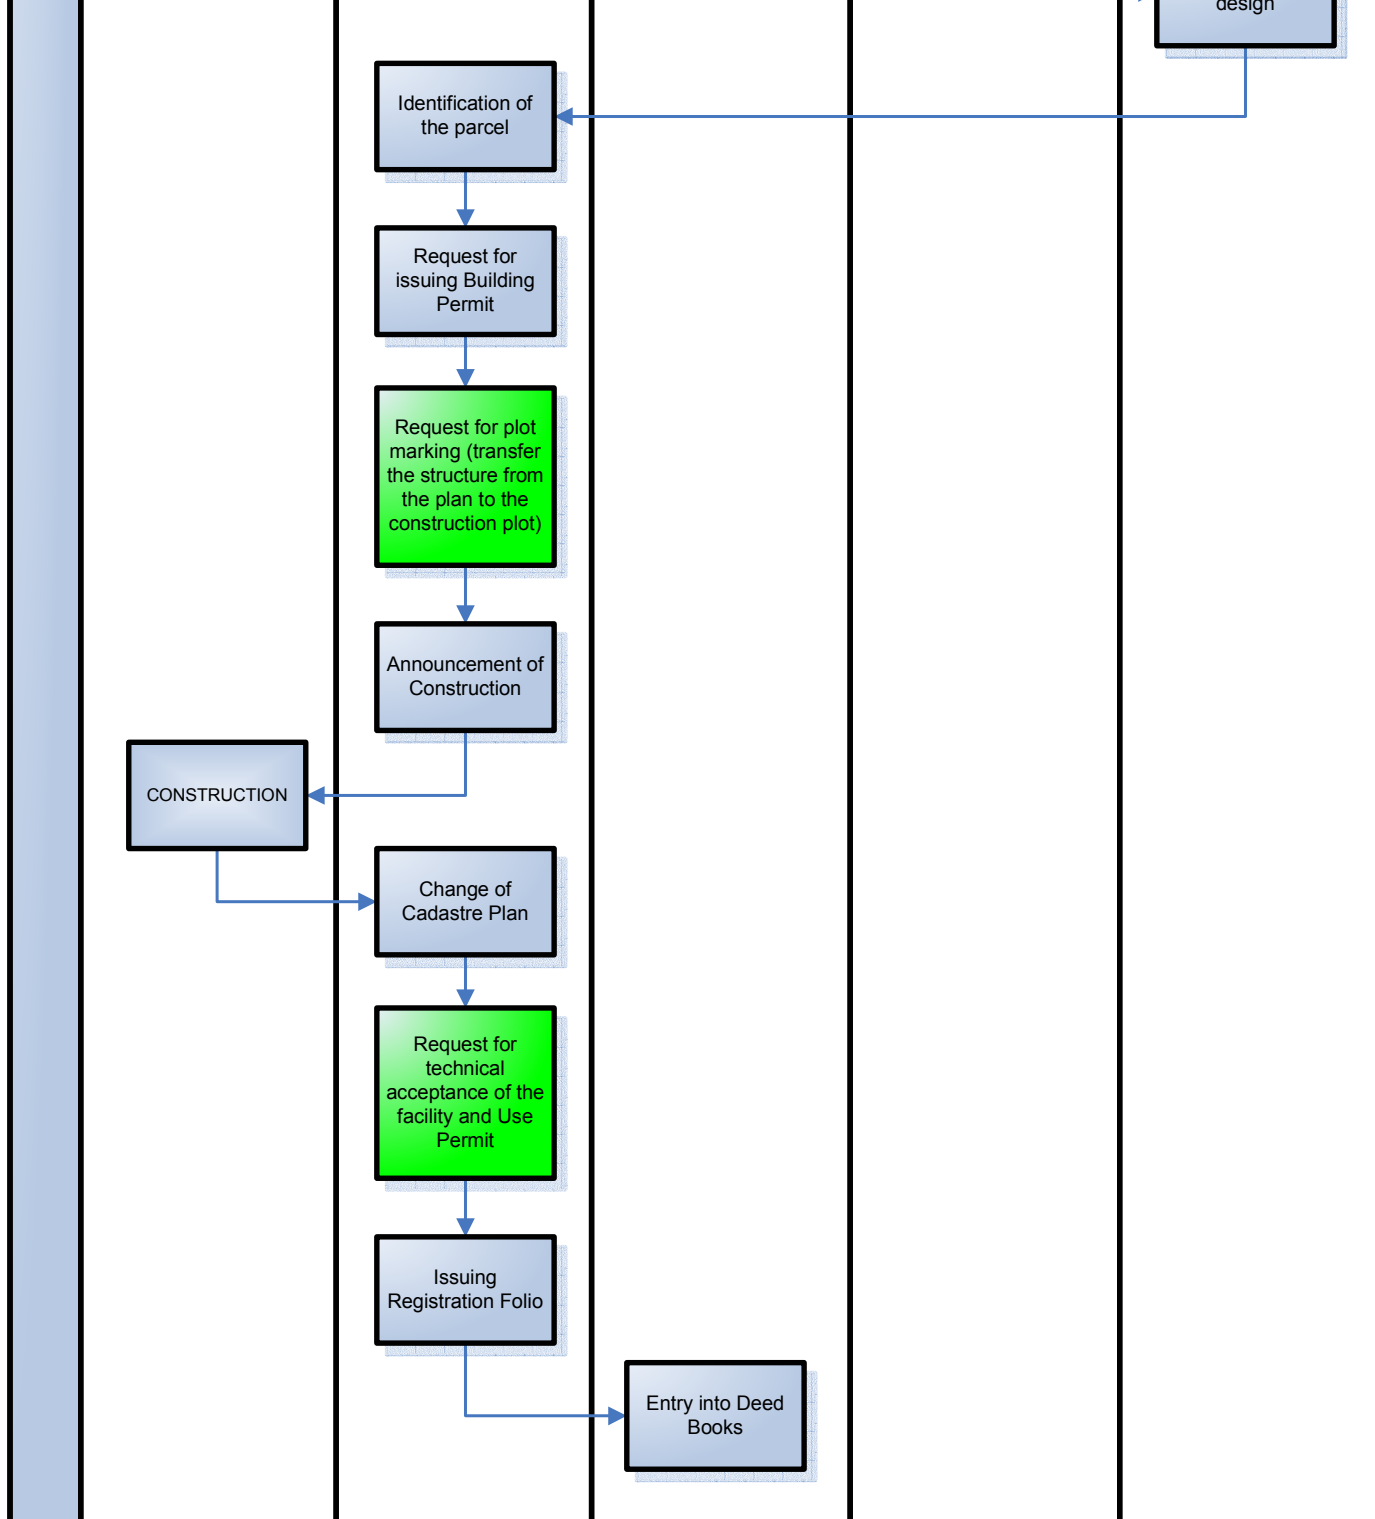 design
Identification of
the parcel
Request for
issuing Building
Permit
Request for plot
marking (transfer
the structure from
the plan to the
construction plot)
Announcement of
Construction
CONSTRUCTION
Change of
Cadastre Plan
Request for
technical
acceptance of the
facility and Use
Permit
Issuing
Registration Folio
Entry into Deed
Books